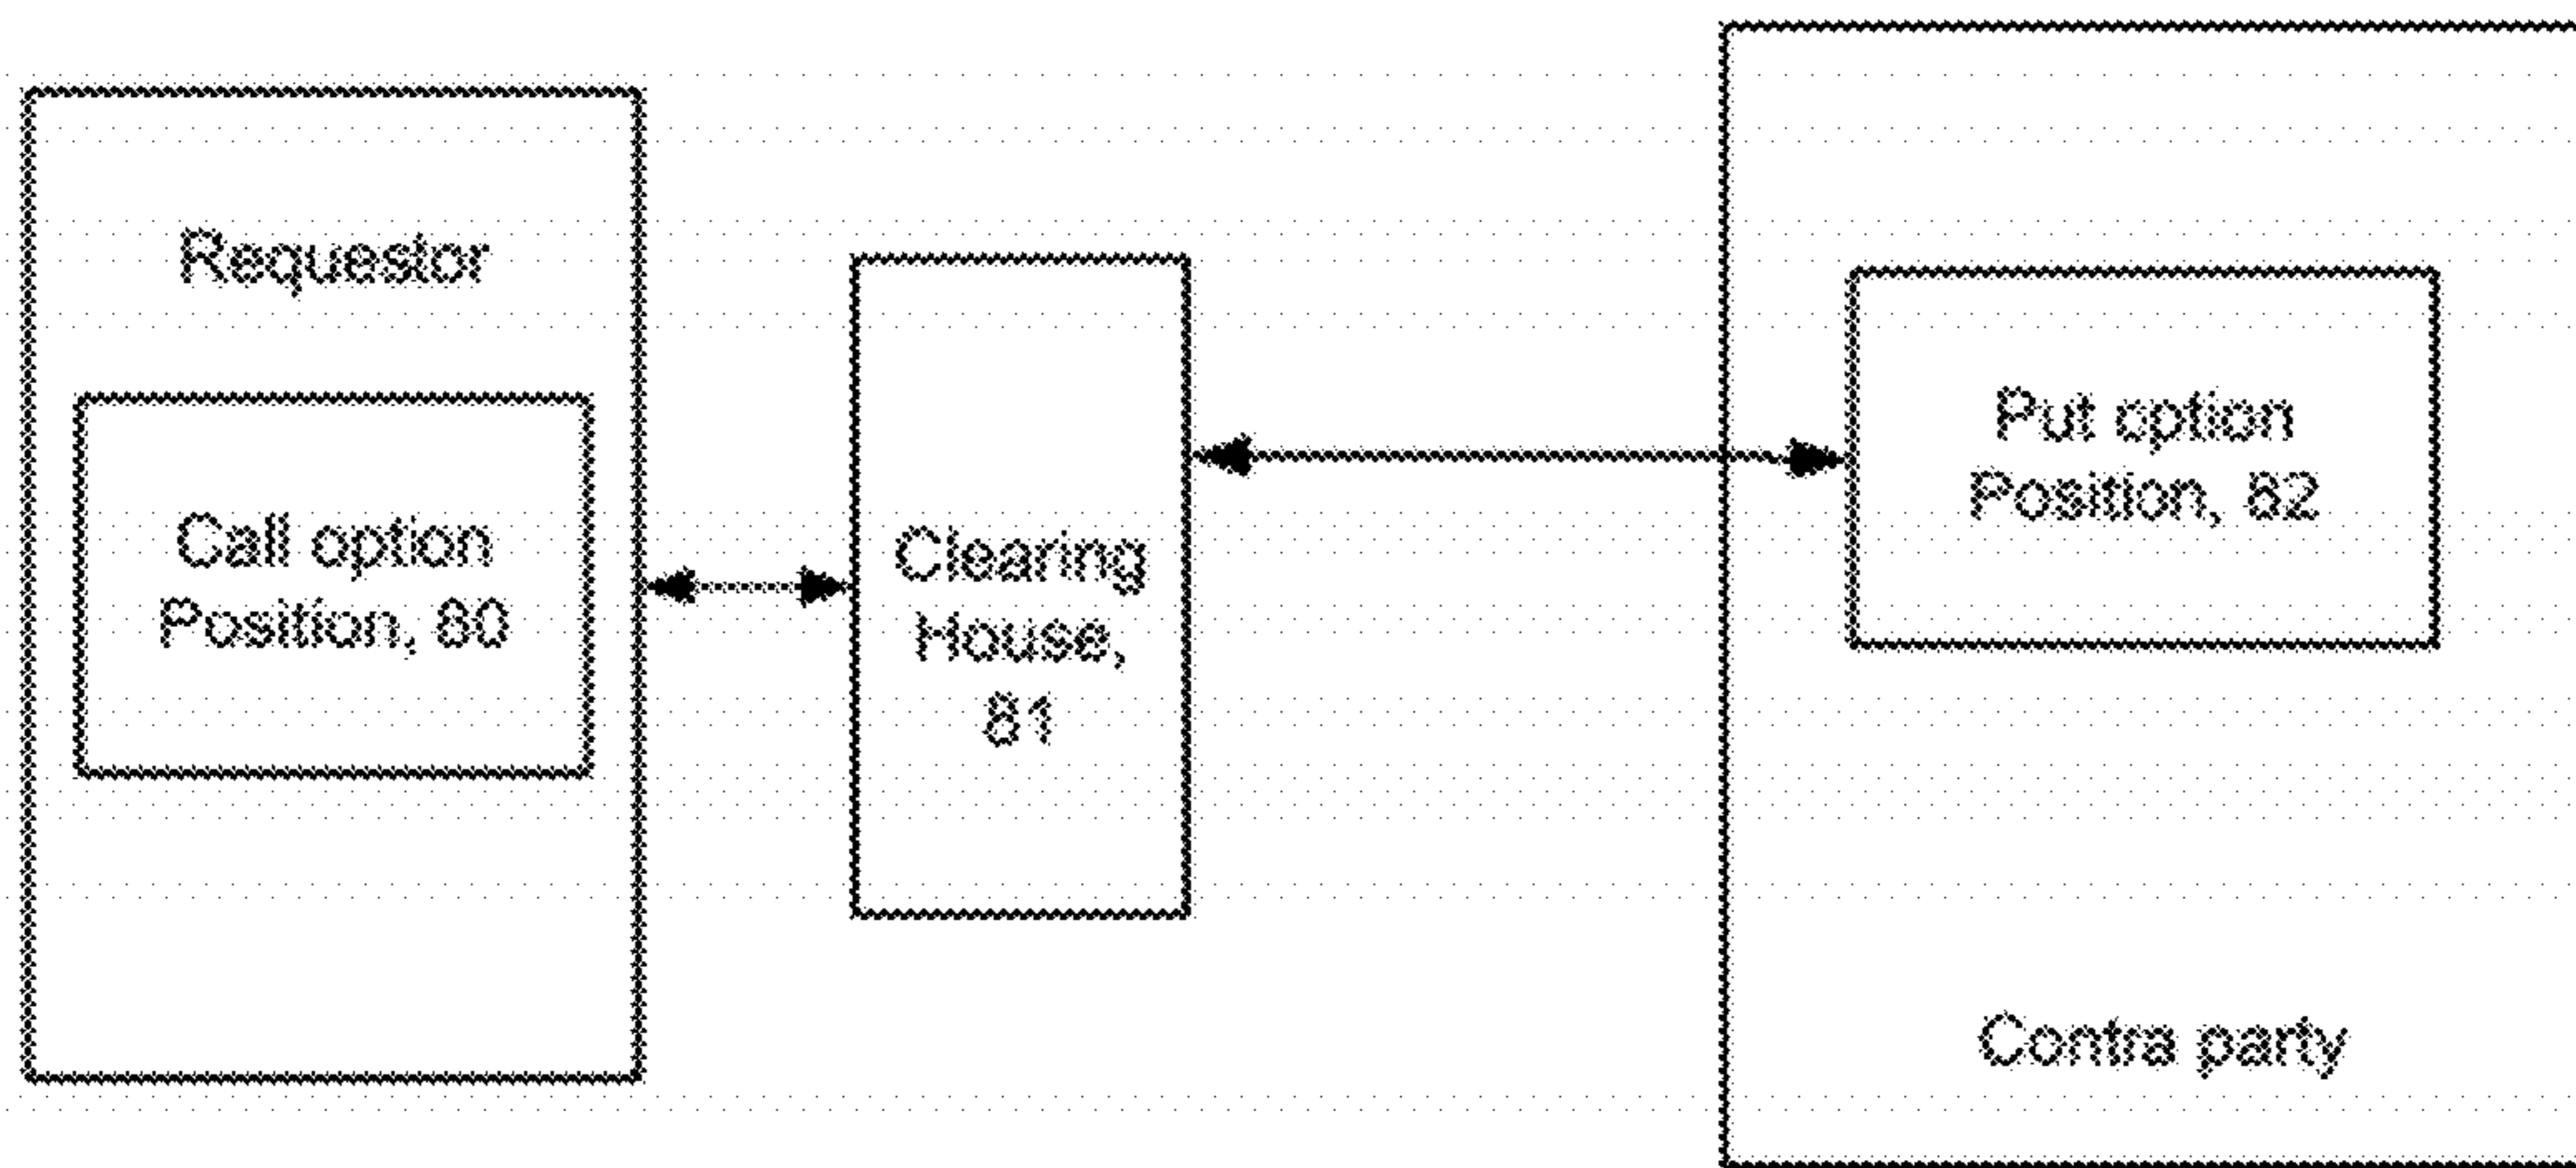 Requestor
Call option
Position, 80
Clearing
House,
81
Put option
Position, 82
Contra party